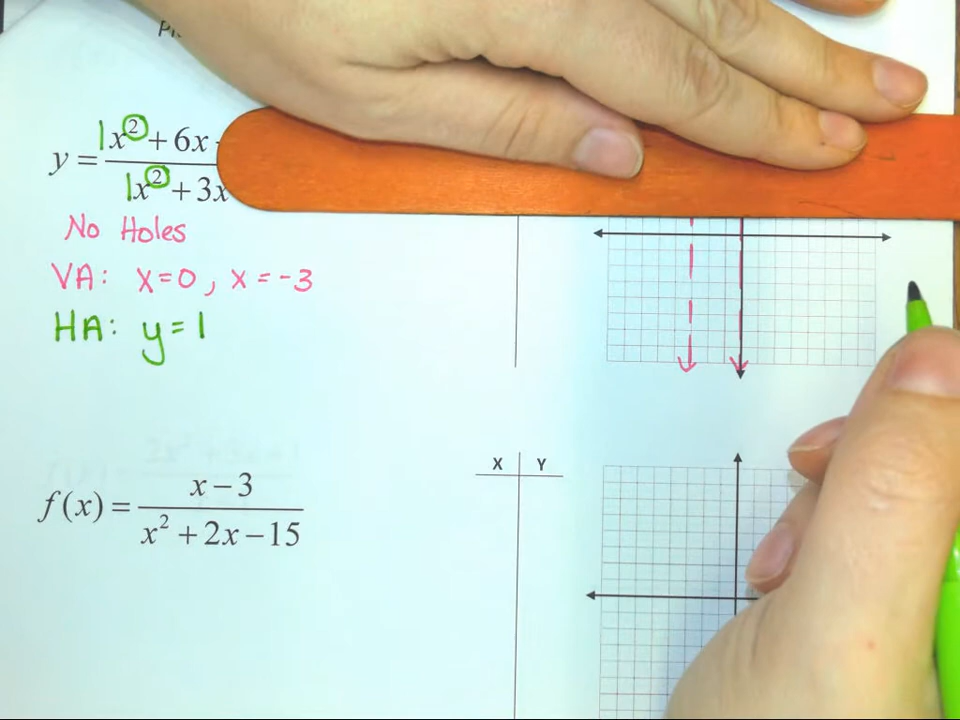 y = 1x² + 6x
1x² + 3x
No Holes
VA: x=0, x=-3
HA: y=1
X Y
f(x) = x−3
x² + 2x − 15